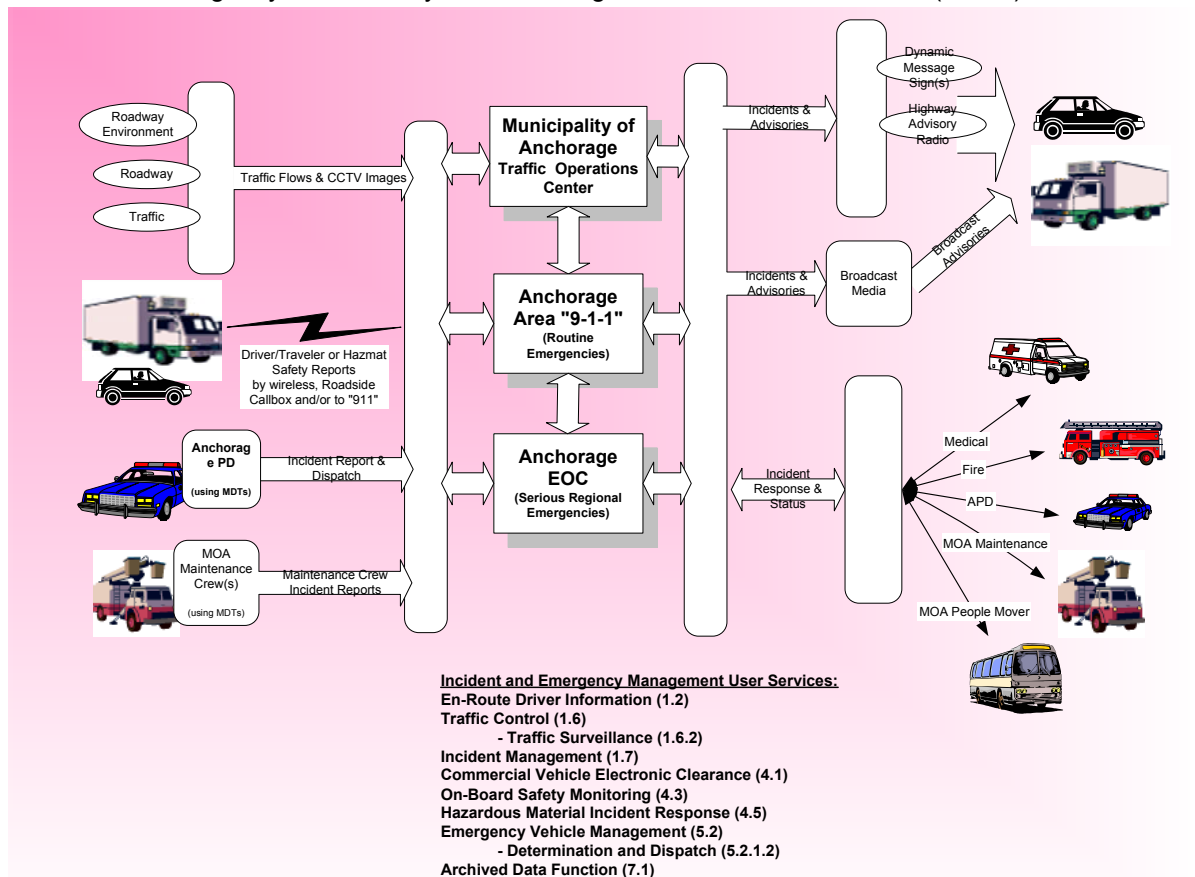 Roadway
Environment
Roadway
Traffic
Traffic Flows & CCTV Images
Driver/Traveler or Hazmat
Safety Reports
by wireless, Roadside
Callbox and/or to "911"
Anchorag
e PD
(using MDTs)
Incident Report &
Dispatch
MOA
Maintenance
Crew(s)
(using MDTs)
Maintenance Crew
Incident Reports
Municipality of
Anchorage
Traffic Operations
Center
Anchorage
Area "9-1-1"
(Routine
Emergencies)
Anchorage
EOC
(Serious Regional
Emergencies)
Incidents &
Advisories
Dynamic
Message
Sign(s)
Highway
Advisory
Radio
Incidents &
Advisories
Broadcast
Media
Broadcast
Advisories
Incident
Response &
Status
Medical
Fire
APD
MOA Maintenance
MOA People Mover
Incident and Emergency Management User Services:
En-Route Driver Information (1.2)
Traffic Control (1.6)
- Traffic Surveillance (1.6.2)
Incident Management (1.7)
Commercial Vehicle Electronic Clearance (4.1)
On-Board Safety Monitoring (4.3)
Hazardous Material Incident Response (4.5)
Emergency Vehicle Management (5.2)
- Determination and Dispatch (5.2.1.2)
Archived Data Function (7.1)